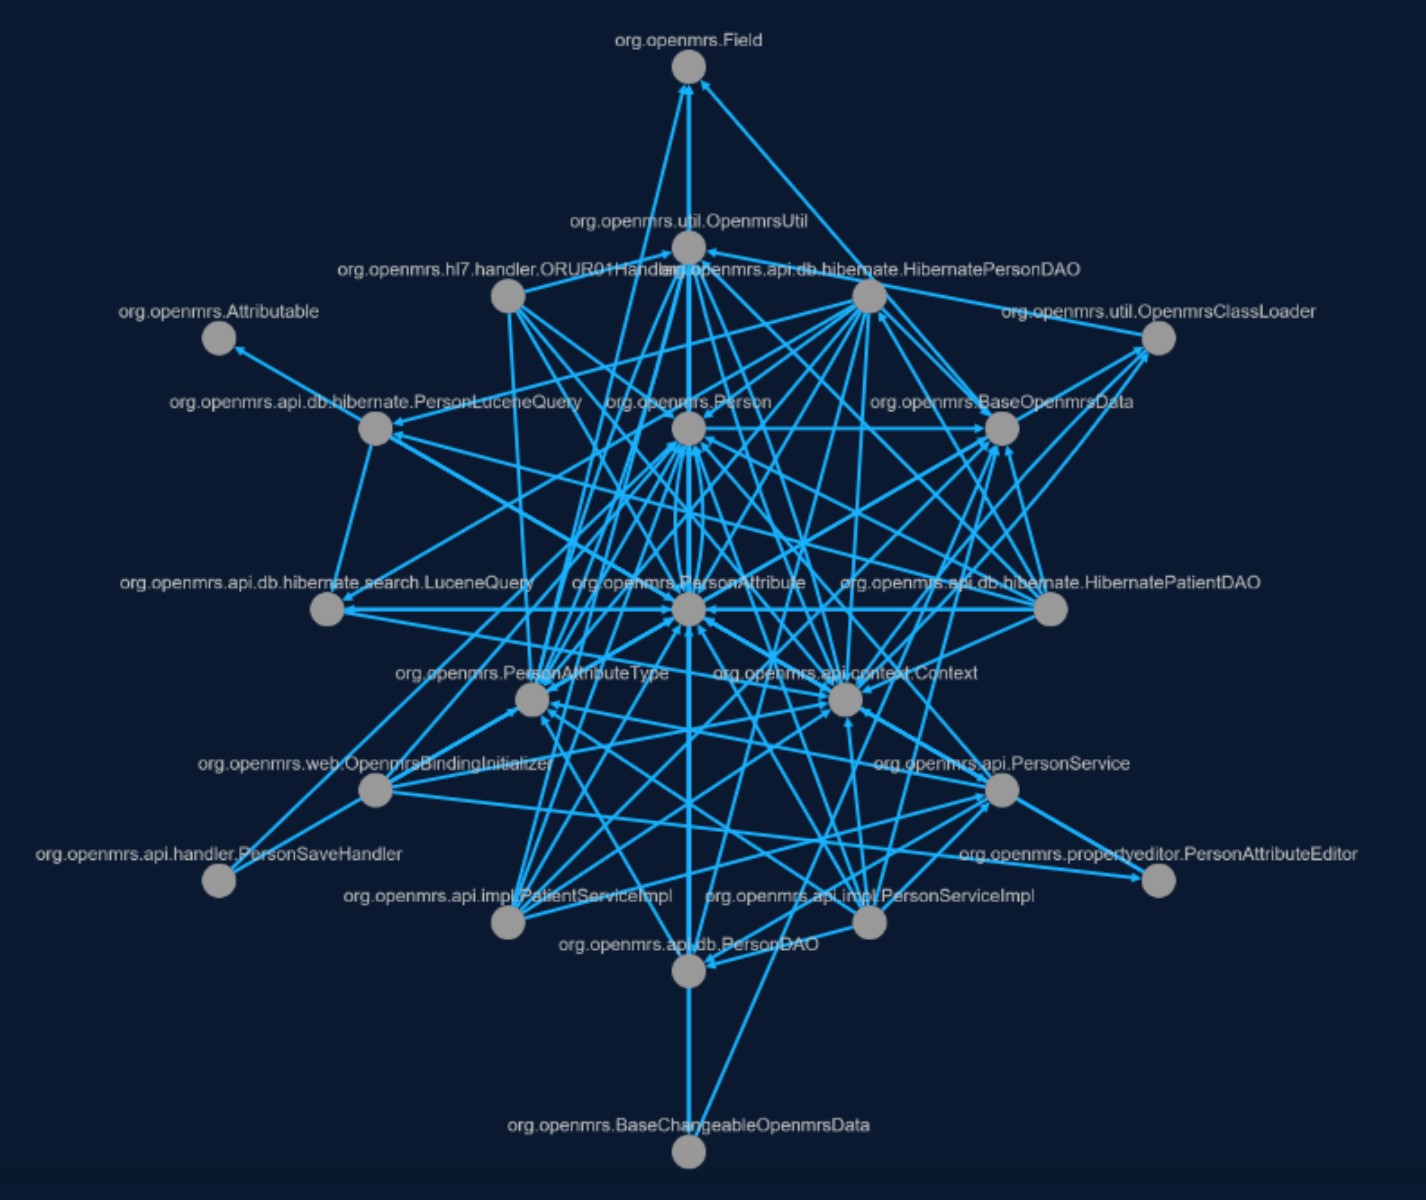 org.openmrs.Field
org.openmrs.util.OpenmrsUtil
org.openmrs.hl7.handler.ORUR01Handler
org.openmrs.api.db.hibernate.HibernatePersonDAO
org.openmrs.Attributable
org.openmrs.util.OpenmrsClassLoader
org.openmrs.api.db.hibernate.PersonLuceneQuery
org.openmrs.Person
org.openmrs.BaseOpenmrsData
org.openmrs.api.db.hibernate.search.LuceneQuery
org.openmrs.PersonAttribute
org.openmrs.api.db.hibernate.HibernatePatientDAO
org.openmrs.PersonAttributeType
org.openmrs.api.context.Context
org.openmrs.web.OpenmrsBindingInitializer
org.openmrs.api.PersonService
org.openmrs.api.handler.PersonSaveHandler
org.openmrs.propertyeditor.PersonAttributeEditor
org.openmrs.api.impl.PatientServiceImpl
org.openmrs.api.impl.PersonServiceImpl
org.openmrs.api.db.PersonDAO
org.openmrs.BaseChangeableOpenmrsData